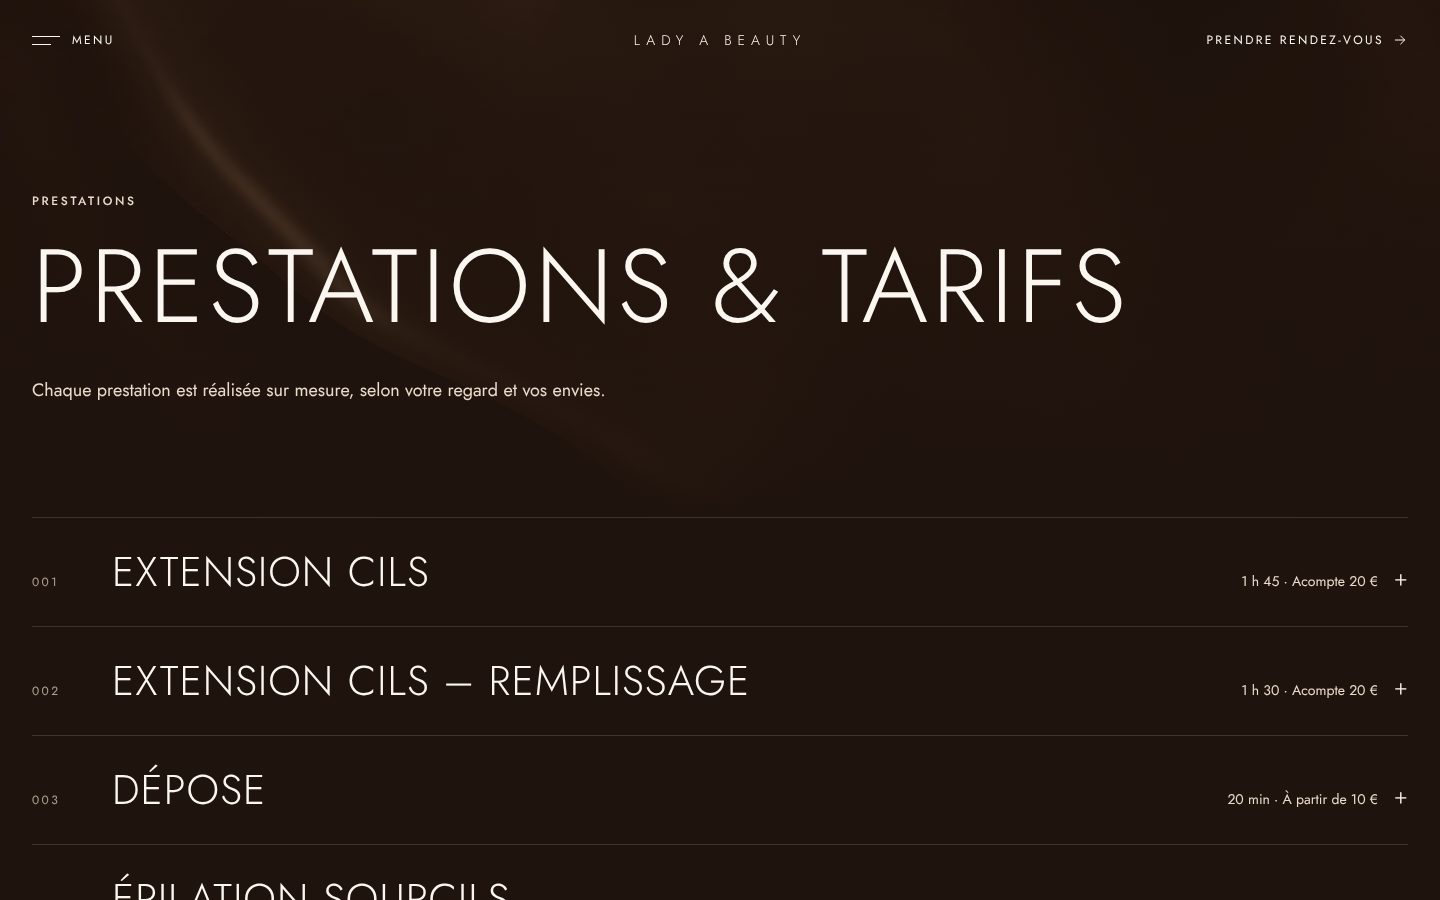 MENU
LADY A BEAUTY
PRENDRE RENDEZ-VOUS →
PRESTATIONS
PRESTATIONS & TARIFS
Chaque prestation est réalisée sur mesure, selon votre regard et vos envies.
001 EXTENSION CILS 1 h 45 · Acompte 20 € +
002 EXTENSION CILS – REMPLISSAGE 1 h 30 · Acompte 20 € +
003 DÉPOSE 20 min · À partir de 10 € +
ÉPILATION SOURCILS